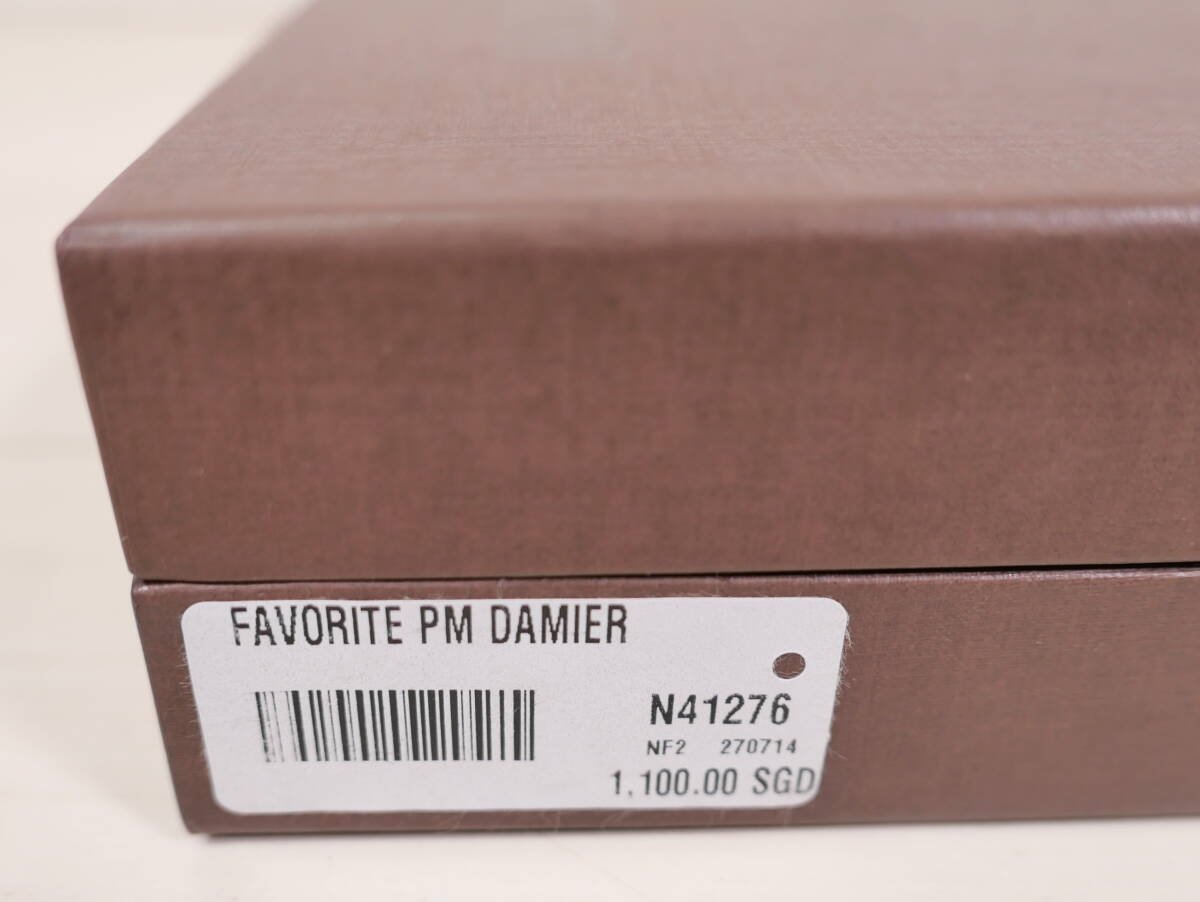 FAVORITE PM DAMIER
N41276
NF2 270714
1,100.00 SGD